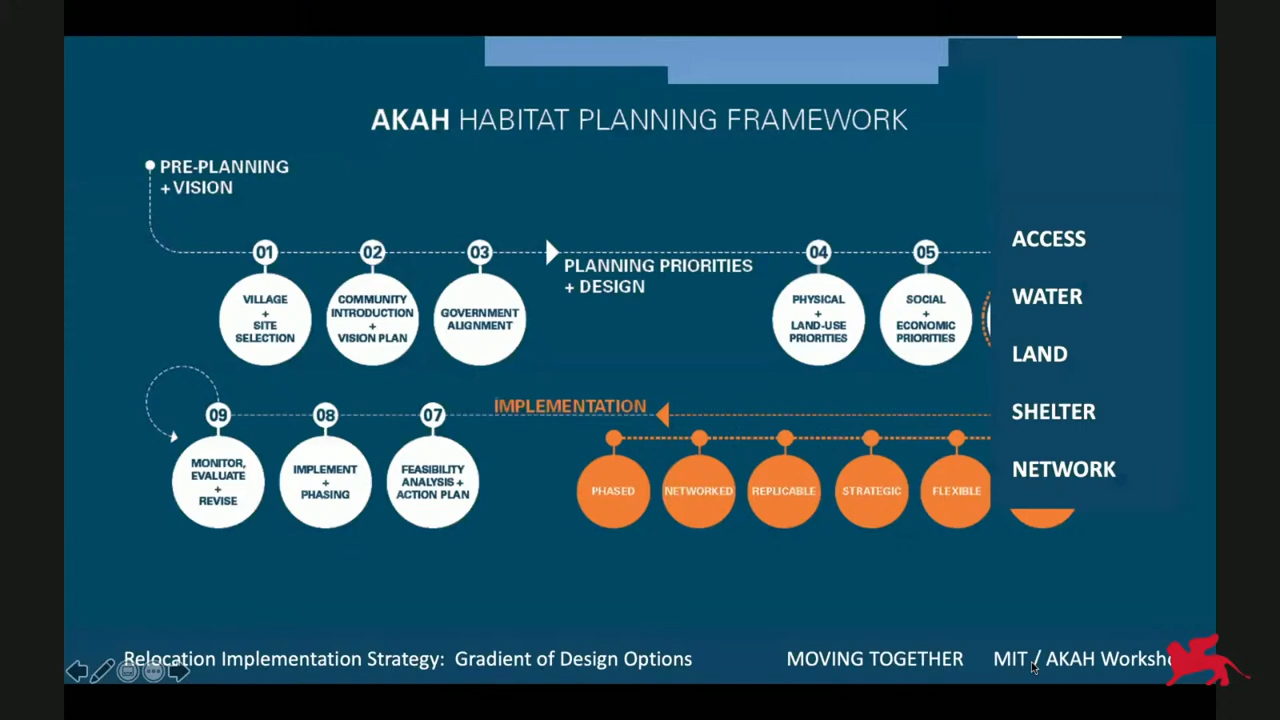 AKAH HABITAT PLANNING FRAMEWORK
PRE-PLANNING
+ VISION
01
02
03
PLANNING PRIORITIES
+ DESIGN
04
05
VILLAGE
+
SITE
SELECTION
COMMUNITY
INTRODUCTION
+
VISION PLAN
GOVERNMENT
ALIGNMENT
PHYSICAL
+
LAND-USE
PRIORITIES
SOCIAL
+
ECONOMIC
PRIORITIES
ACCESS
WATER
LAND
SHELTER
NETWORK
09
08
07
IMPLEMENTATION
MONITOR,
EVALUATE
+
REVISE
IMPLEMENT
+
PHASING
FEASIBILITY
ANALYSIS +
ACTION PLAN
PHASED
NETWORKED
REPLICABLE
STRATEGIC
FLEXIBLE
Relocation Implementation Strategy: Gradient of Design Options
MOVING TOGETHER
MIT / AKAH Worksho